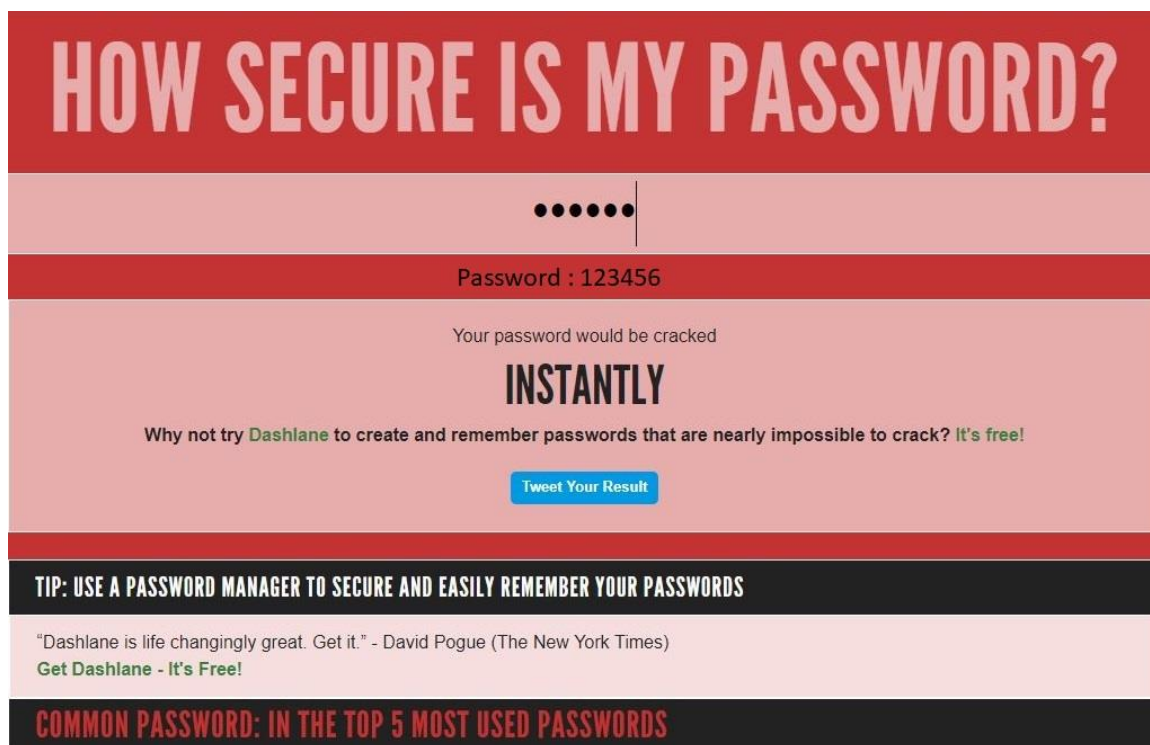 HOW SECURE IS MY PASSWORD?
••••••
Password : 123456
Your password would be cracked
INSTANTLY
Why not try Dashlane to create and remember passwords that are nearly impossible to crack? It's free!
Tweet Your Result
TIP: USE A PASSWORD MANAGER TO SECURE AND EASILY REMEMBER YOUR PASSWORDS
“Dashlane is life changingly great. Get it.” - David Pogue (The New York Times)
Get Dashlane - It's Free!
COMMON PASSWORD: IN THE TOP 5 MOST USED PASSWORDS